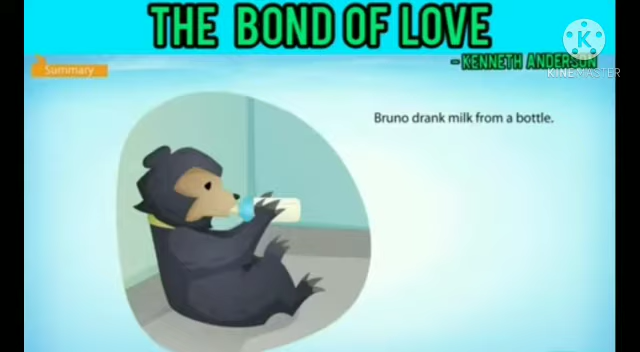 THE BOND OF LOVE
- KENNETH ANDERSON
K
KINEMASTER
Summary
Bruno drank milk from a bottle.